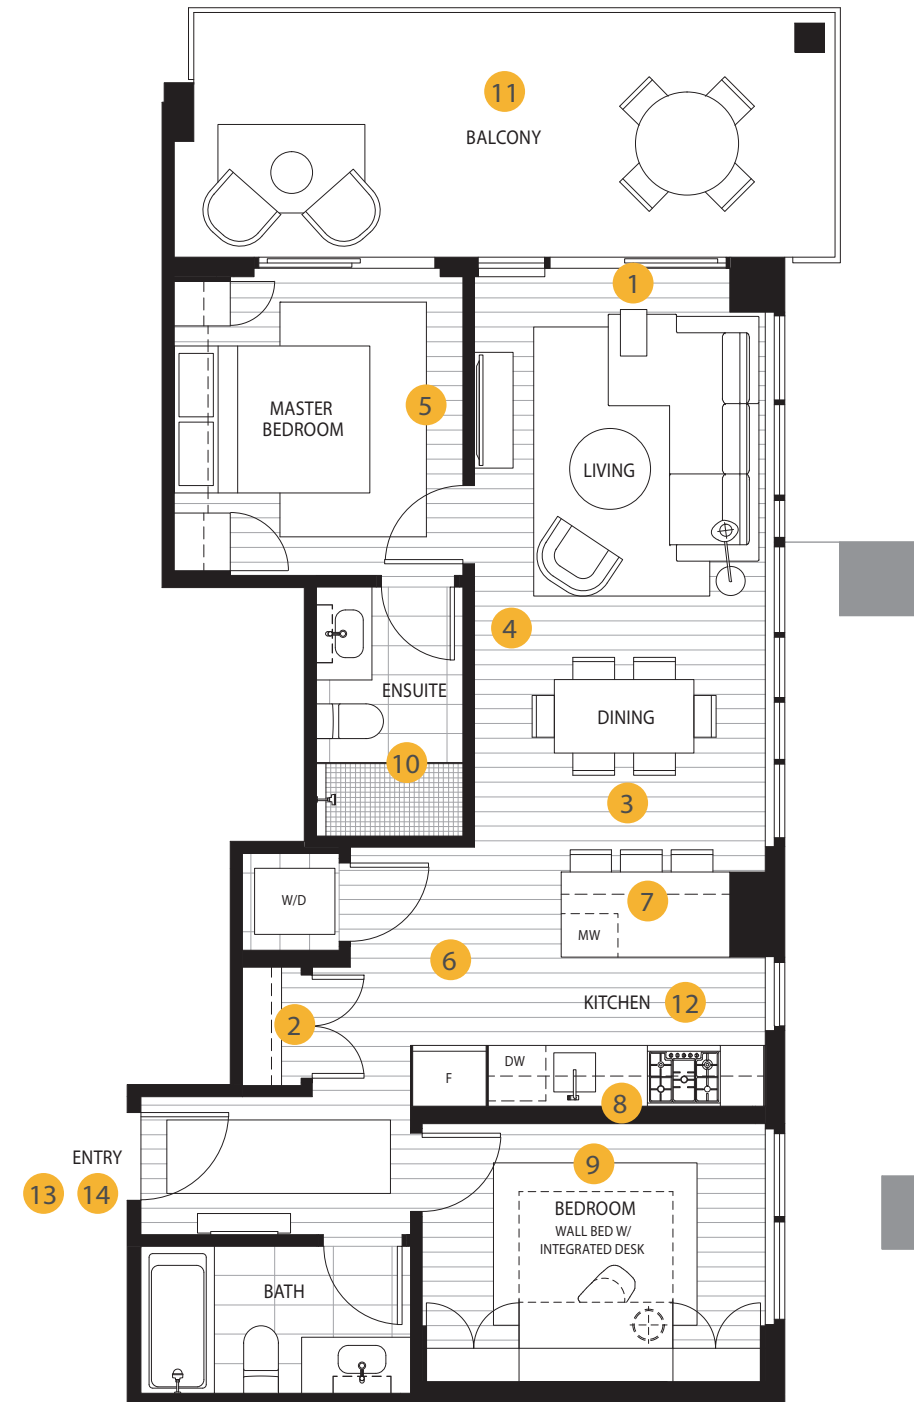 11
BALCONY
1
5
MASTER
BEDROOM
LIVING
4
ENSUITE
DINING
10
3
W/D
7
MW
6
KITCHEN 12
2
DW
F
8
ENTRY
13 14
9
BEDROOM
WALL BED W/
INTEGRATED DESK
BATH